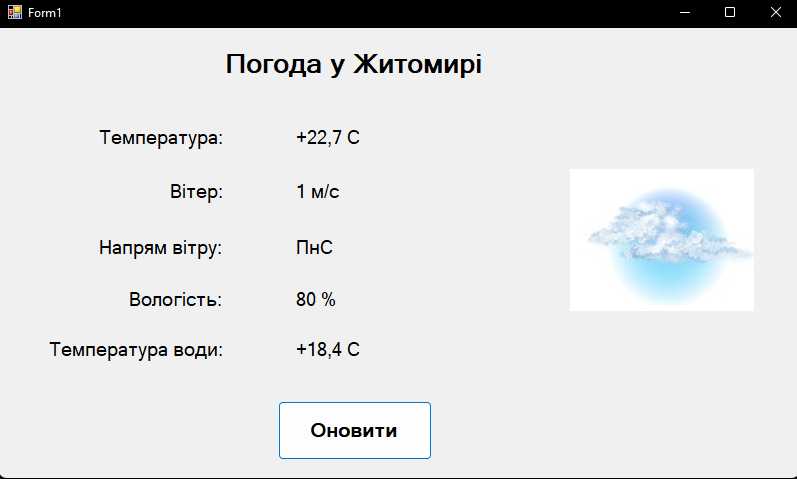 Form1
Погода у Житомирі
Температура: +22,7 С
Вітер: 1 м/с
Напрям вітру: ПнС
Вологість: 80 %
Температура води: +18,4 С
Оновити